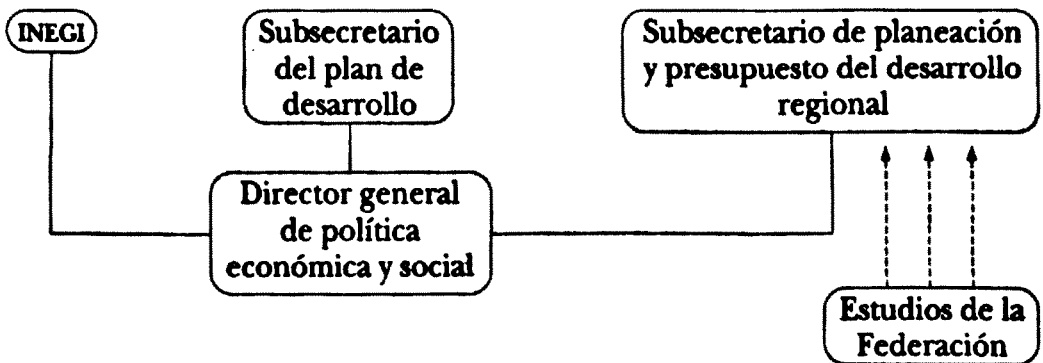 INEGI
Subsecretario
del plan de
desarrollo
Subsecretario de planeación
y presupuesto del desarrollo
regional
Director general
de política
económica y social
Estudios de la
Federación